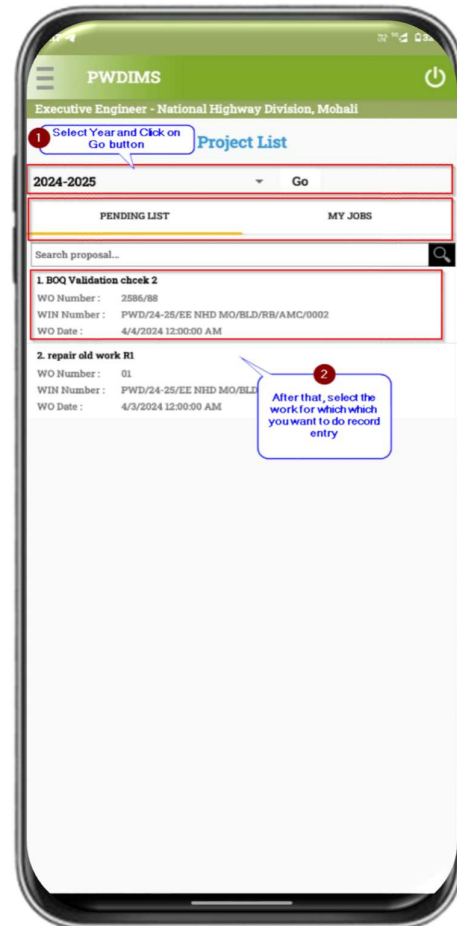 PWDIMS
Executive Engineer - National Highway Division, Mohali
1
Select Year and Click on
Go button
Project List
2024-2025
Go
PENDING LIST
MY JOBS
Search proposal...
1. BOQ Validation chcek 2
WO Number : 2586/88
WIN Number : PWD/24-25/EE NHD MO/BLD/RB/AMC/0002
WO Date : 4/4/2024 12:00:00 AM
2. repair old work R1
WO Number : 01
WIN Number : PWD/24-25/EE NHD MO/BLD
WO Date : 4/3/2024 12:00:00 AM
2
After that, select the
work for which which
you want to do record
entry